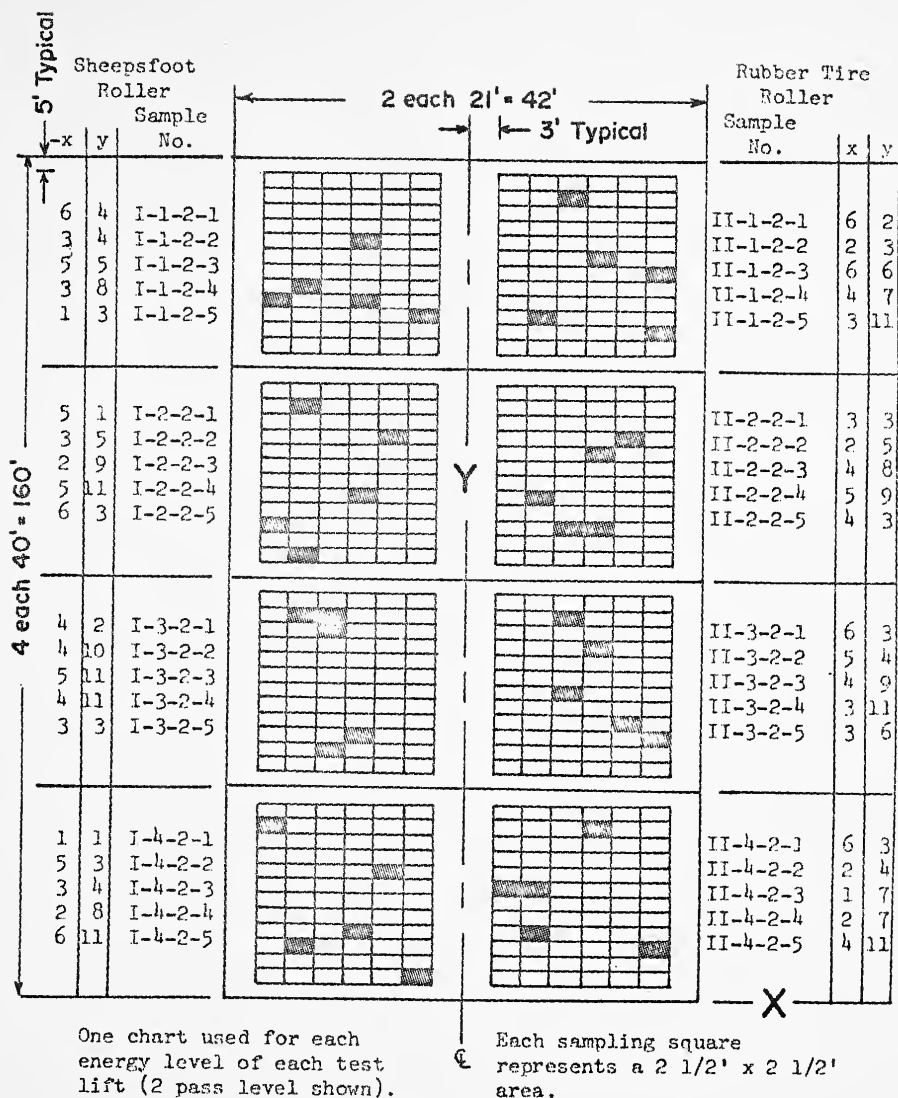 5' Typical
Sheepsfoot
Roller
Sample
No.
-x y
2 each 21' = 42'
3' Typical
Rubber Tire
Roller
Sample
No.
x y
4 each 40' = 160'
6 4 I-1-2-1
3 4 I-1-2-2
5 5 I-1-2-3
3 8 I-1-2-4
1 3 I-1-2-5
II-1-2-1 6 2
II-1-2-2 2 3
II-1-2-3 6 6
II-1-2-4 4 7
II-1-2-5 3 11
5 1 I-2-2-1
3 5 I-2-2-2
2 9 I-2-2-3
5 11 I-2-2-4
6 3 I-2-2-5
Y
II-2-2-1 3 3
II-2-2-2 2 5
II-2-2-3 4 8
II-2-2-4 5 9
II-2-2-5 4 3
4 2 I-3-2-1
4 10 I-3-2-2
5 11 I-3-2-3
4 11 I-3-2-4
3 3 I-3-2-5
II-3-2-1 6 3
II-3-2-2 5 4
II-3-2-3 4 9
II-3-2-4 3 11
II-3-2-5 3 6
1 1 I-4-2-1
5 3 I-4-2-2
3 4 I-4-2-3
2 8 I-4-2-4
6 11 I-4-2-5
II-4-2-1 6 3
II-4-2-2 2 4
II-4-2-3 1 7
II-4-2-4 2 7
II-4-2-5 4 11
X
One chart used for each
energy level of each test
lift (2 pass level shown).
℄
Each sampling square
represents a 2 1/2' x 2 1/2'
area.